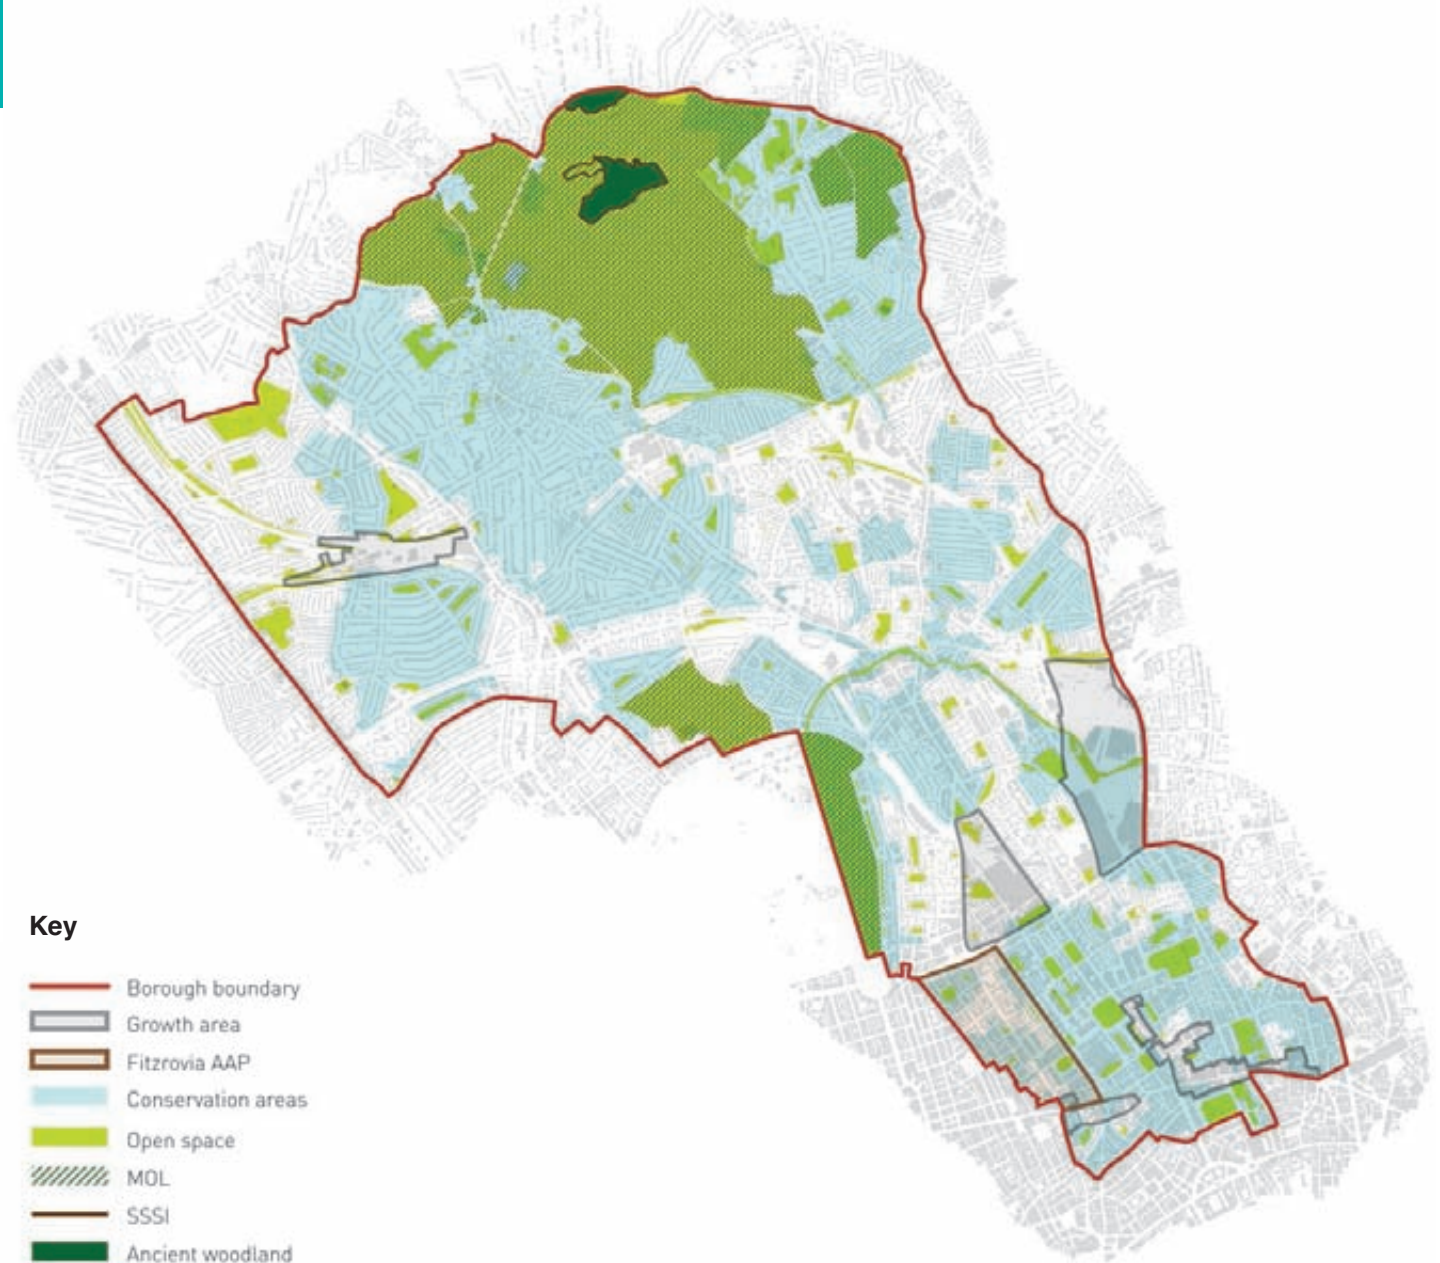 Key
Borough boundary
Growth area
Fitzrovia AAP
Conservation areas
Open space
MOL
SSSI
Ancient woodland